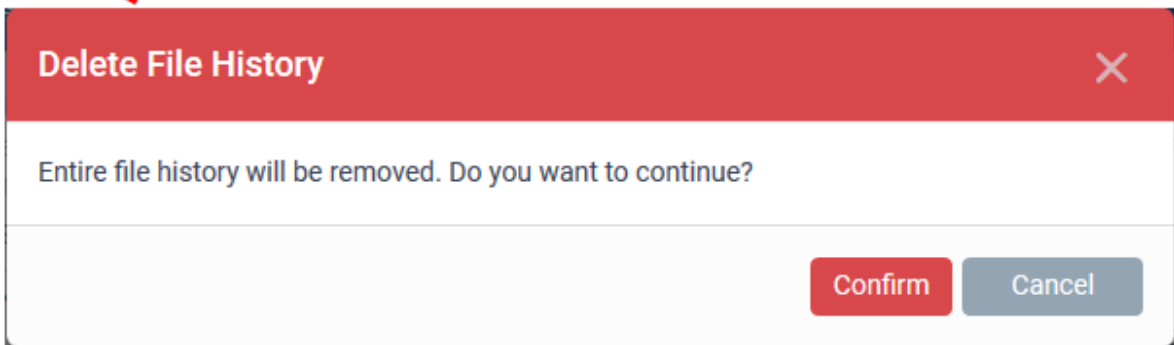 Delete File History
Entire file history will be removed. Do you want to continue?
Confirm Cancel